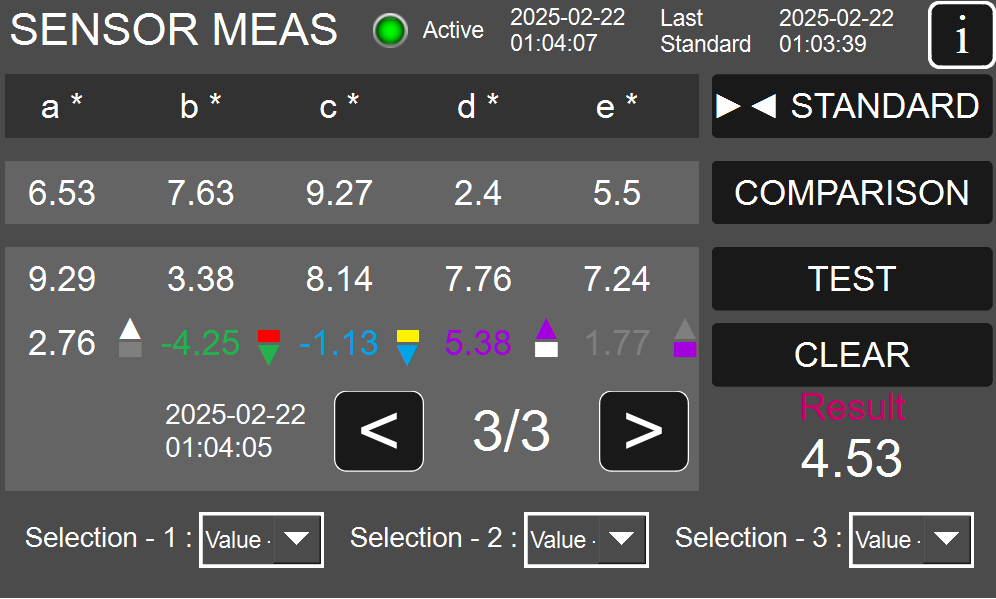 SENSOR MEAS
Active
2025-02-22
01:04:07
Last
Standard
2025-02-22
01:03:39
i
a * b * c * d * e *
STANDARD
6.53 7.63 9.27 2.4 5.5
COMPARISON
9.29 3.38 8.14 7.76 7.24
TEST
2.76 -4.25 -1.13 5.38 1.77
CLEAR
Result
4.53
2025-02-22
01:04:05
< 3/3 >
Selection - 1 : Value - Selection - 2 : Value - Selection - 3 : Value -